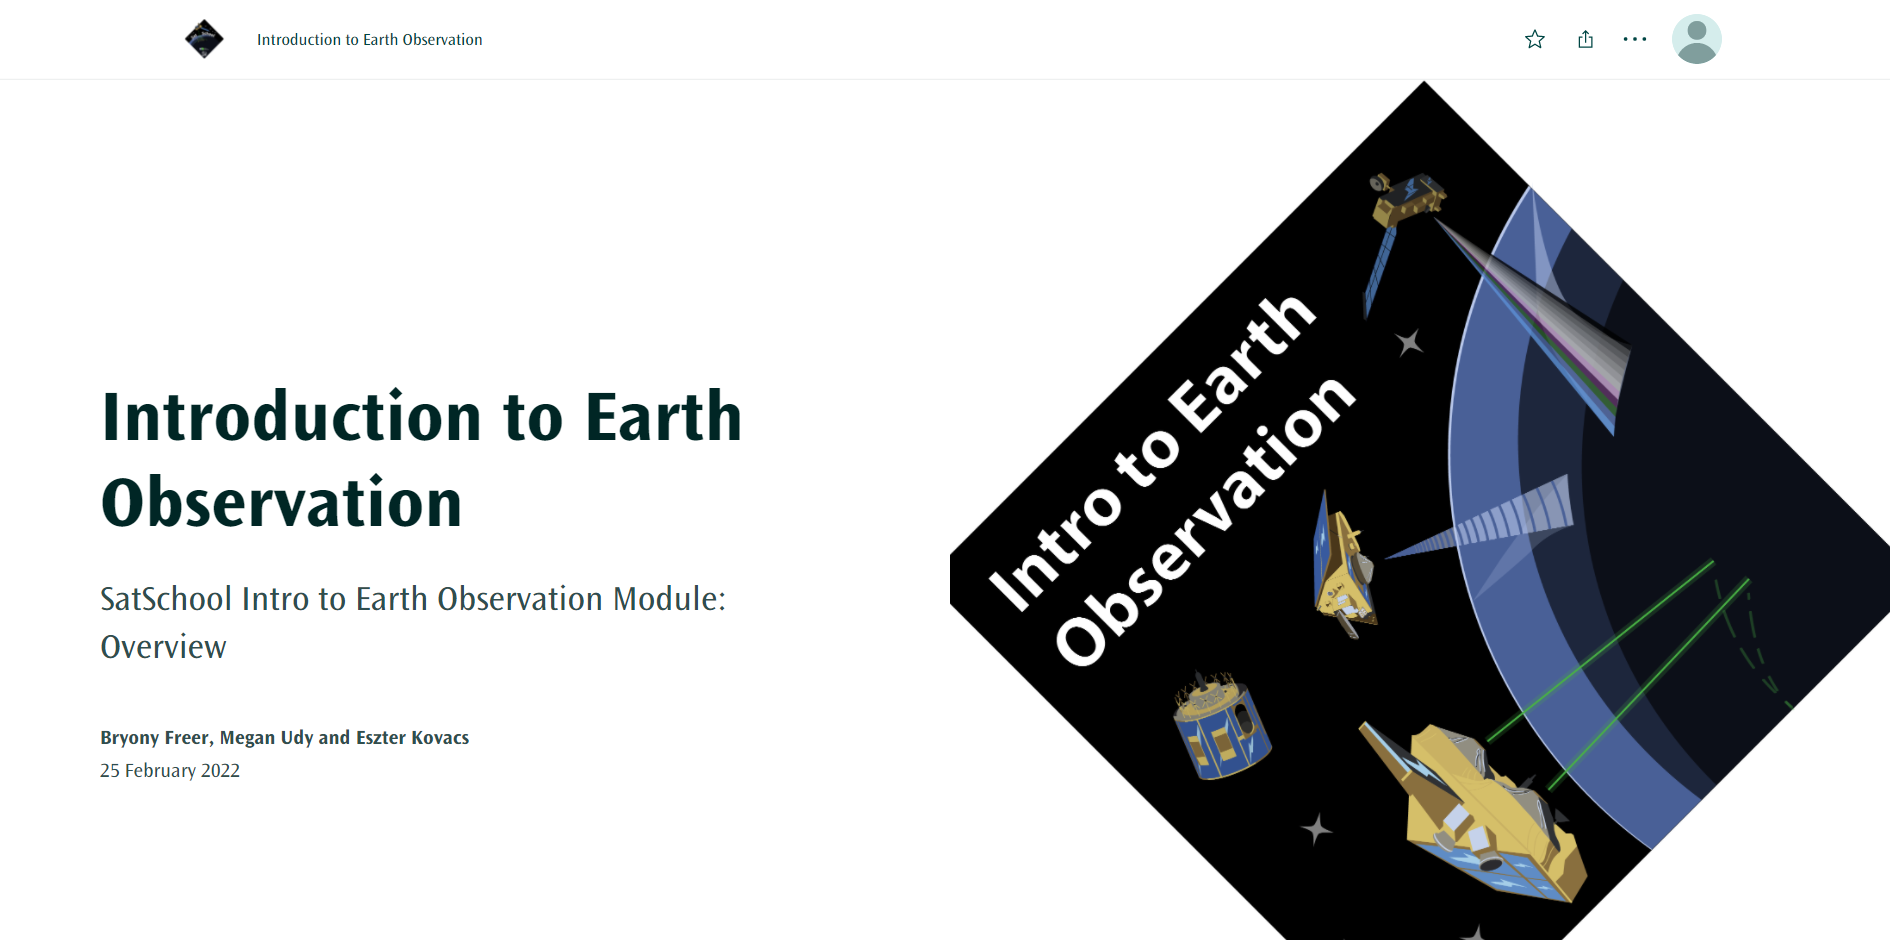 Introduction to Earth Observation
Introduction to Earth
Observation
SatSchool Intro to Earth Observation Module:
Overview
Bryony Freer, Megan Udy and Eszter Kovacs
25 February 2022
Intro to Earth
Observation